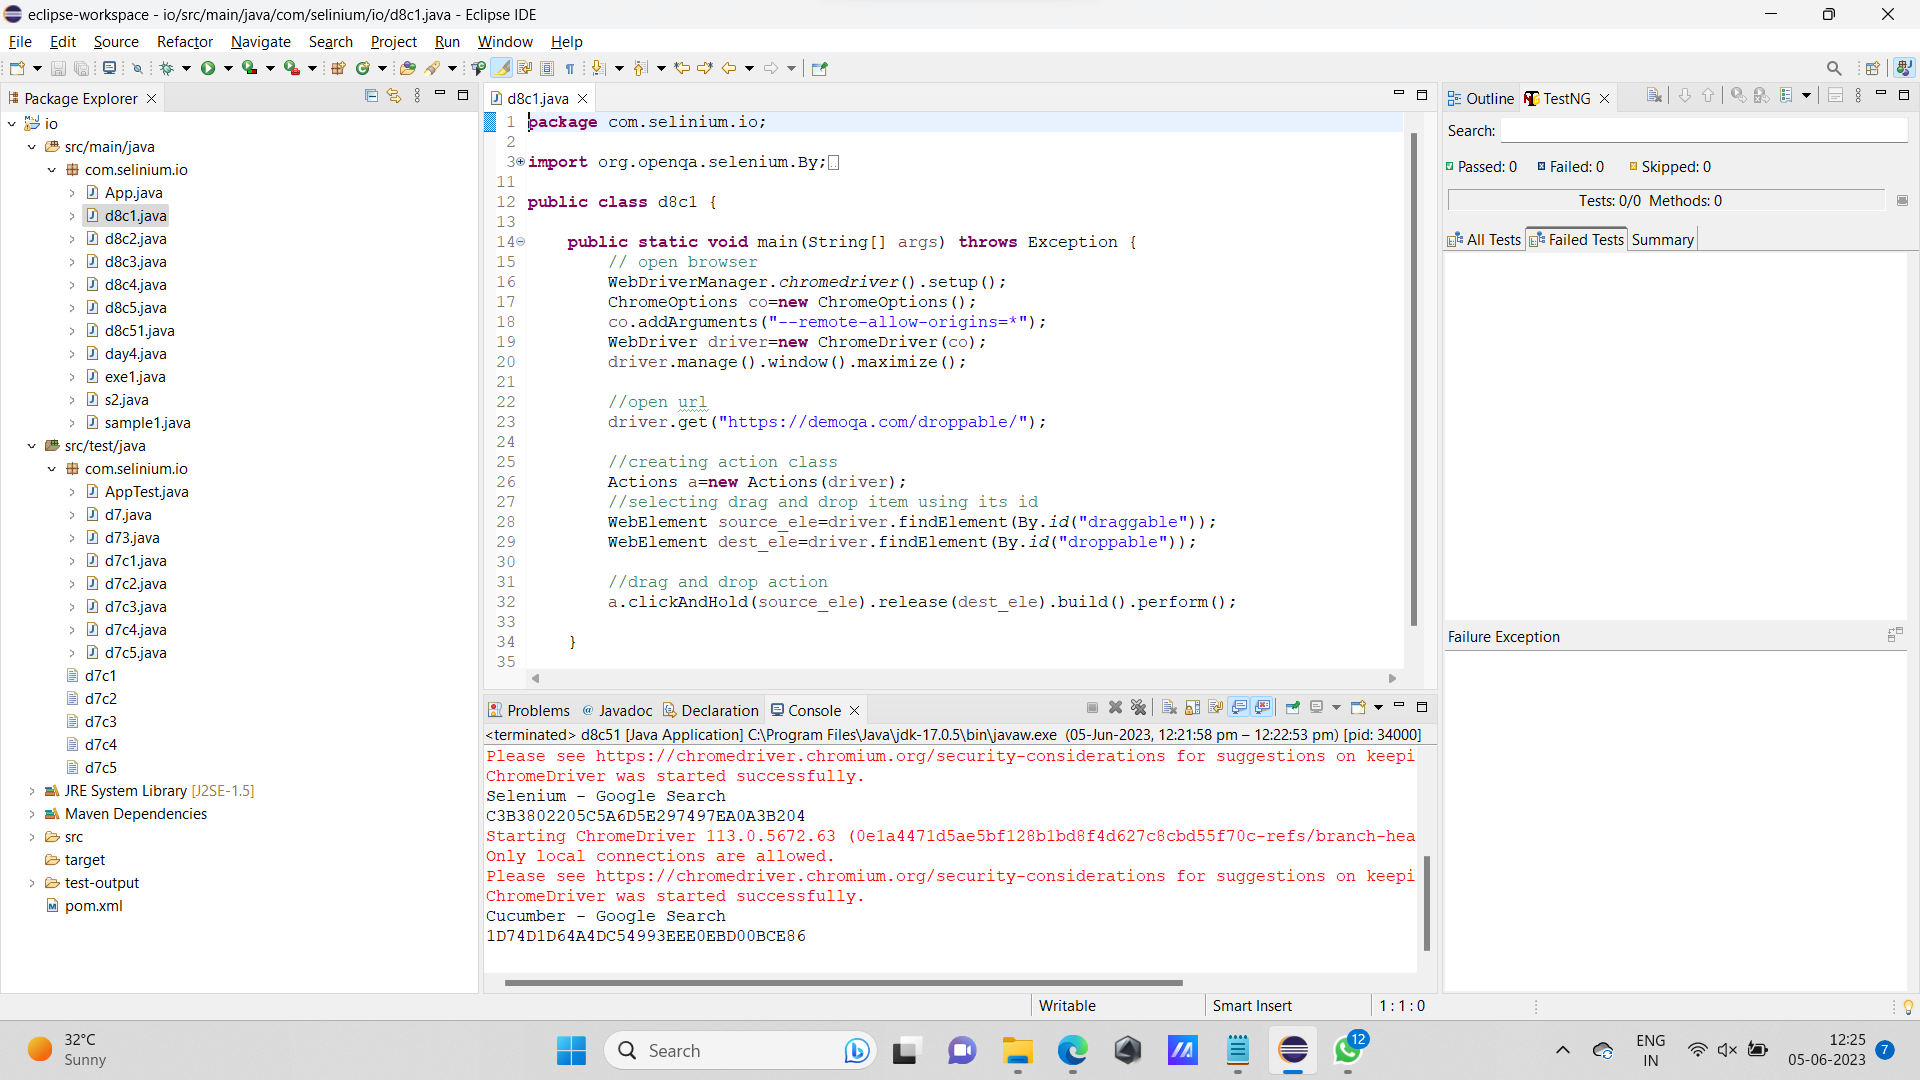 eclipse-workspace - io/src/main/java/com/selinium/io/d8c1.java - Eclipse IDE
File Edit Source Refactor Navigate Search Project Run Window Help
Package Explorer
io
src/main/java
com.selinium.io
App.java
d8c1.java
d8c2.java
d8c3.java
d8c4.java
d8c5.java
d8c51.java
day4.java
exe1.java
s2.java
sample1.java
src/test/java
com.selinium.io
AppTest.java
d7.java
d73.java
d7c1.java
d7c2.java
d7c3.java
d7c4.java
d7c5.java
d7c1
d7c2
d7c3
d7c4
d7c5
JRE System Library [J2SE-1.5]
Maven Dependencies
src
target
test-output
pom.xml
d8c1.java
1 package com.selinium.io;
2
3 import org.openqa.selenium.By;
11
12 public class d8c1 {
13
14 public static void main(String[] args) throws Exception {
15 // open browser
16 WebDriverManager.chromedriver().setup();
17 ChromeOptions co=new ChromeOptions();
18 co.addArguments("--remote-allow-origins=*");
19 WebDriver driver=new ChromeDriver(co);
20 driver.manage().window().maximize();
21
22 //open url
23 driver.get("https://demoqa.com/droppable/");
24
25 //creating action class
26 Actions a=new Actions(driver);
27 //selecting drag and drop item using its id
28 WebElement source_ele=driver.findElement(By.id("draggable"));
29 WebElement dest_ele=driver.findElement(By.id("droppable"));
30
31 //drag and drop action
32 a.clickAndHold(source_ele).release(dest_ele).build().perform();
33
34 }
35
Problems Javadoc Declaration Console
<terminated> d8c51 [Java Application] C:\Program Files\Java\jdk-17.0.5\bin\javaw.exe (05-Jun-2023, 12:21:58 pm – 12:22:53 pm) [pid: 34000]
Please see https://chromedriver.chromium.org/security-considerations for suggestions on keepi
ChromeDriver was started successfully.
Selenium - Google Search
C3B3802205C5A6D5E297497EA0A3B204
Starting ChromeDriver 113.0.5672.63 (0e1a4471d5ae5bf128b1bd8f4d627c8cbd55f70c-refs/branch-hea
Only local connections are allowed.
Please see https://chromedriver.chromium.org/security-considerations for suggestions on keepi
ChromeDriver was started successfully.
Cucumber - Google Search
1D74D1D64A4DC54993EEE0EBD00BCE86
Outline TestNG
Search:
Passed: 0 Failed: 0 Skipped: 0
Tests: 0/0 Methods: 0
All Tests Failed Tests Summary
Failure Exception
Writable Smart Insert 1 : 1 : 0
32°C
Sunny
Search
12
ENG
IN
12:25
05-06-2023
7